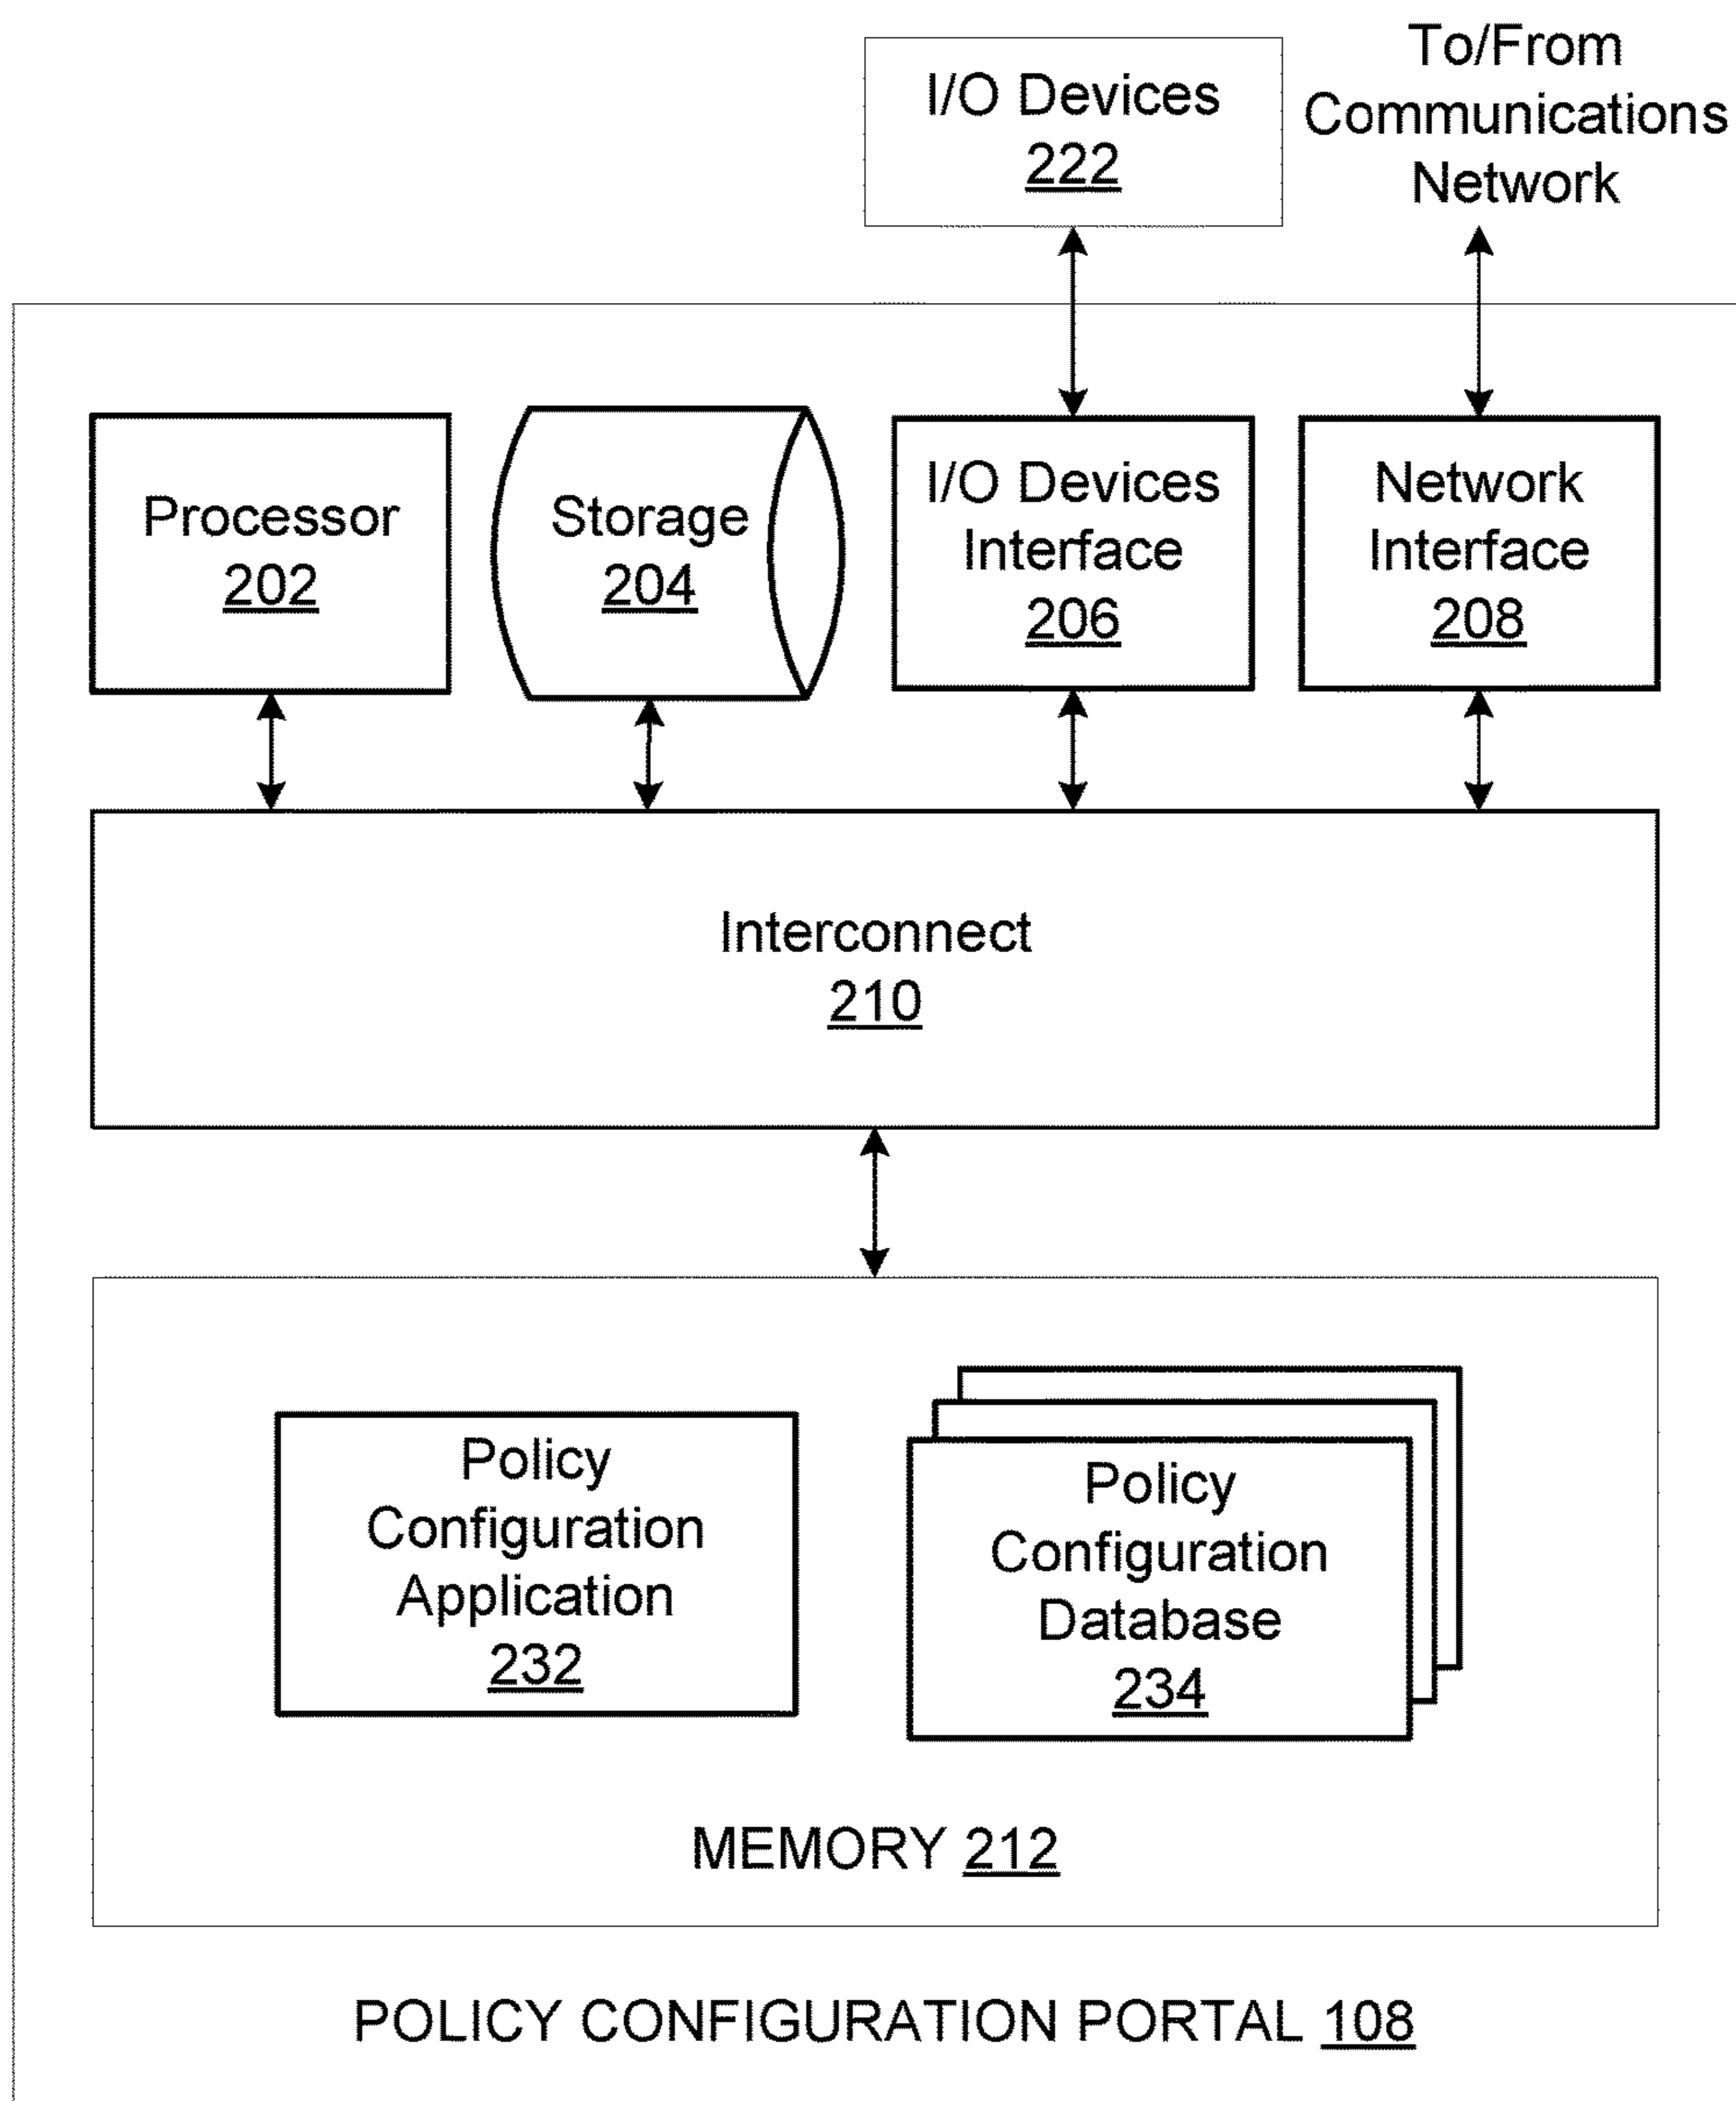 I/O Devices
222
To/From
Communications
Network
Processor
202
Storage
204
I/O Devices
Interface
206
Network
Interface
208
Interconnect
210
Policy
Configuration
Application
232
Policy
Configuration
Database
234
MEMORY 212
POLICY CONFIGURATION PORTAL 108